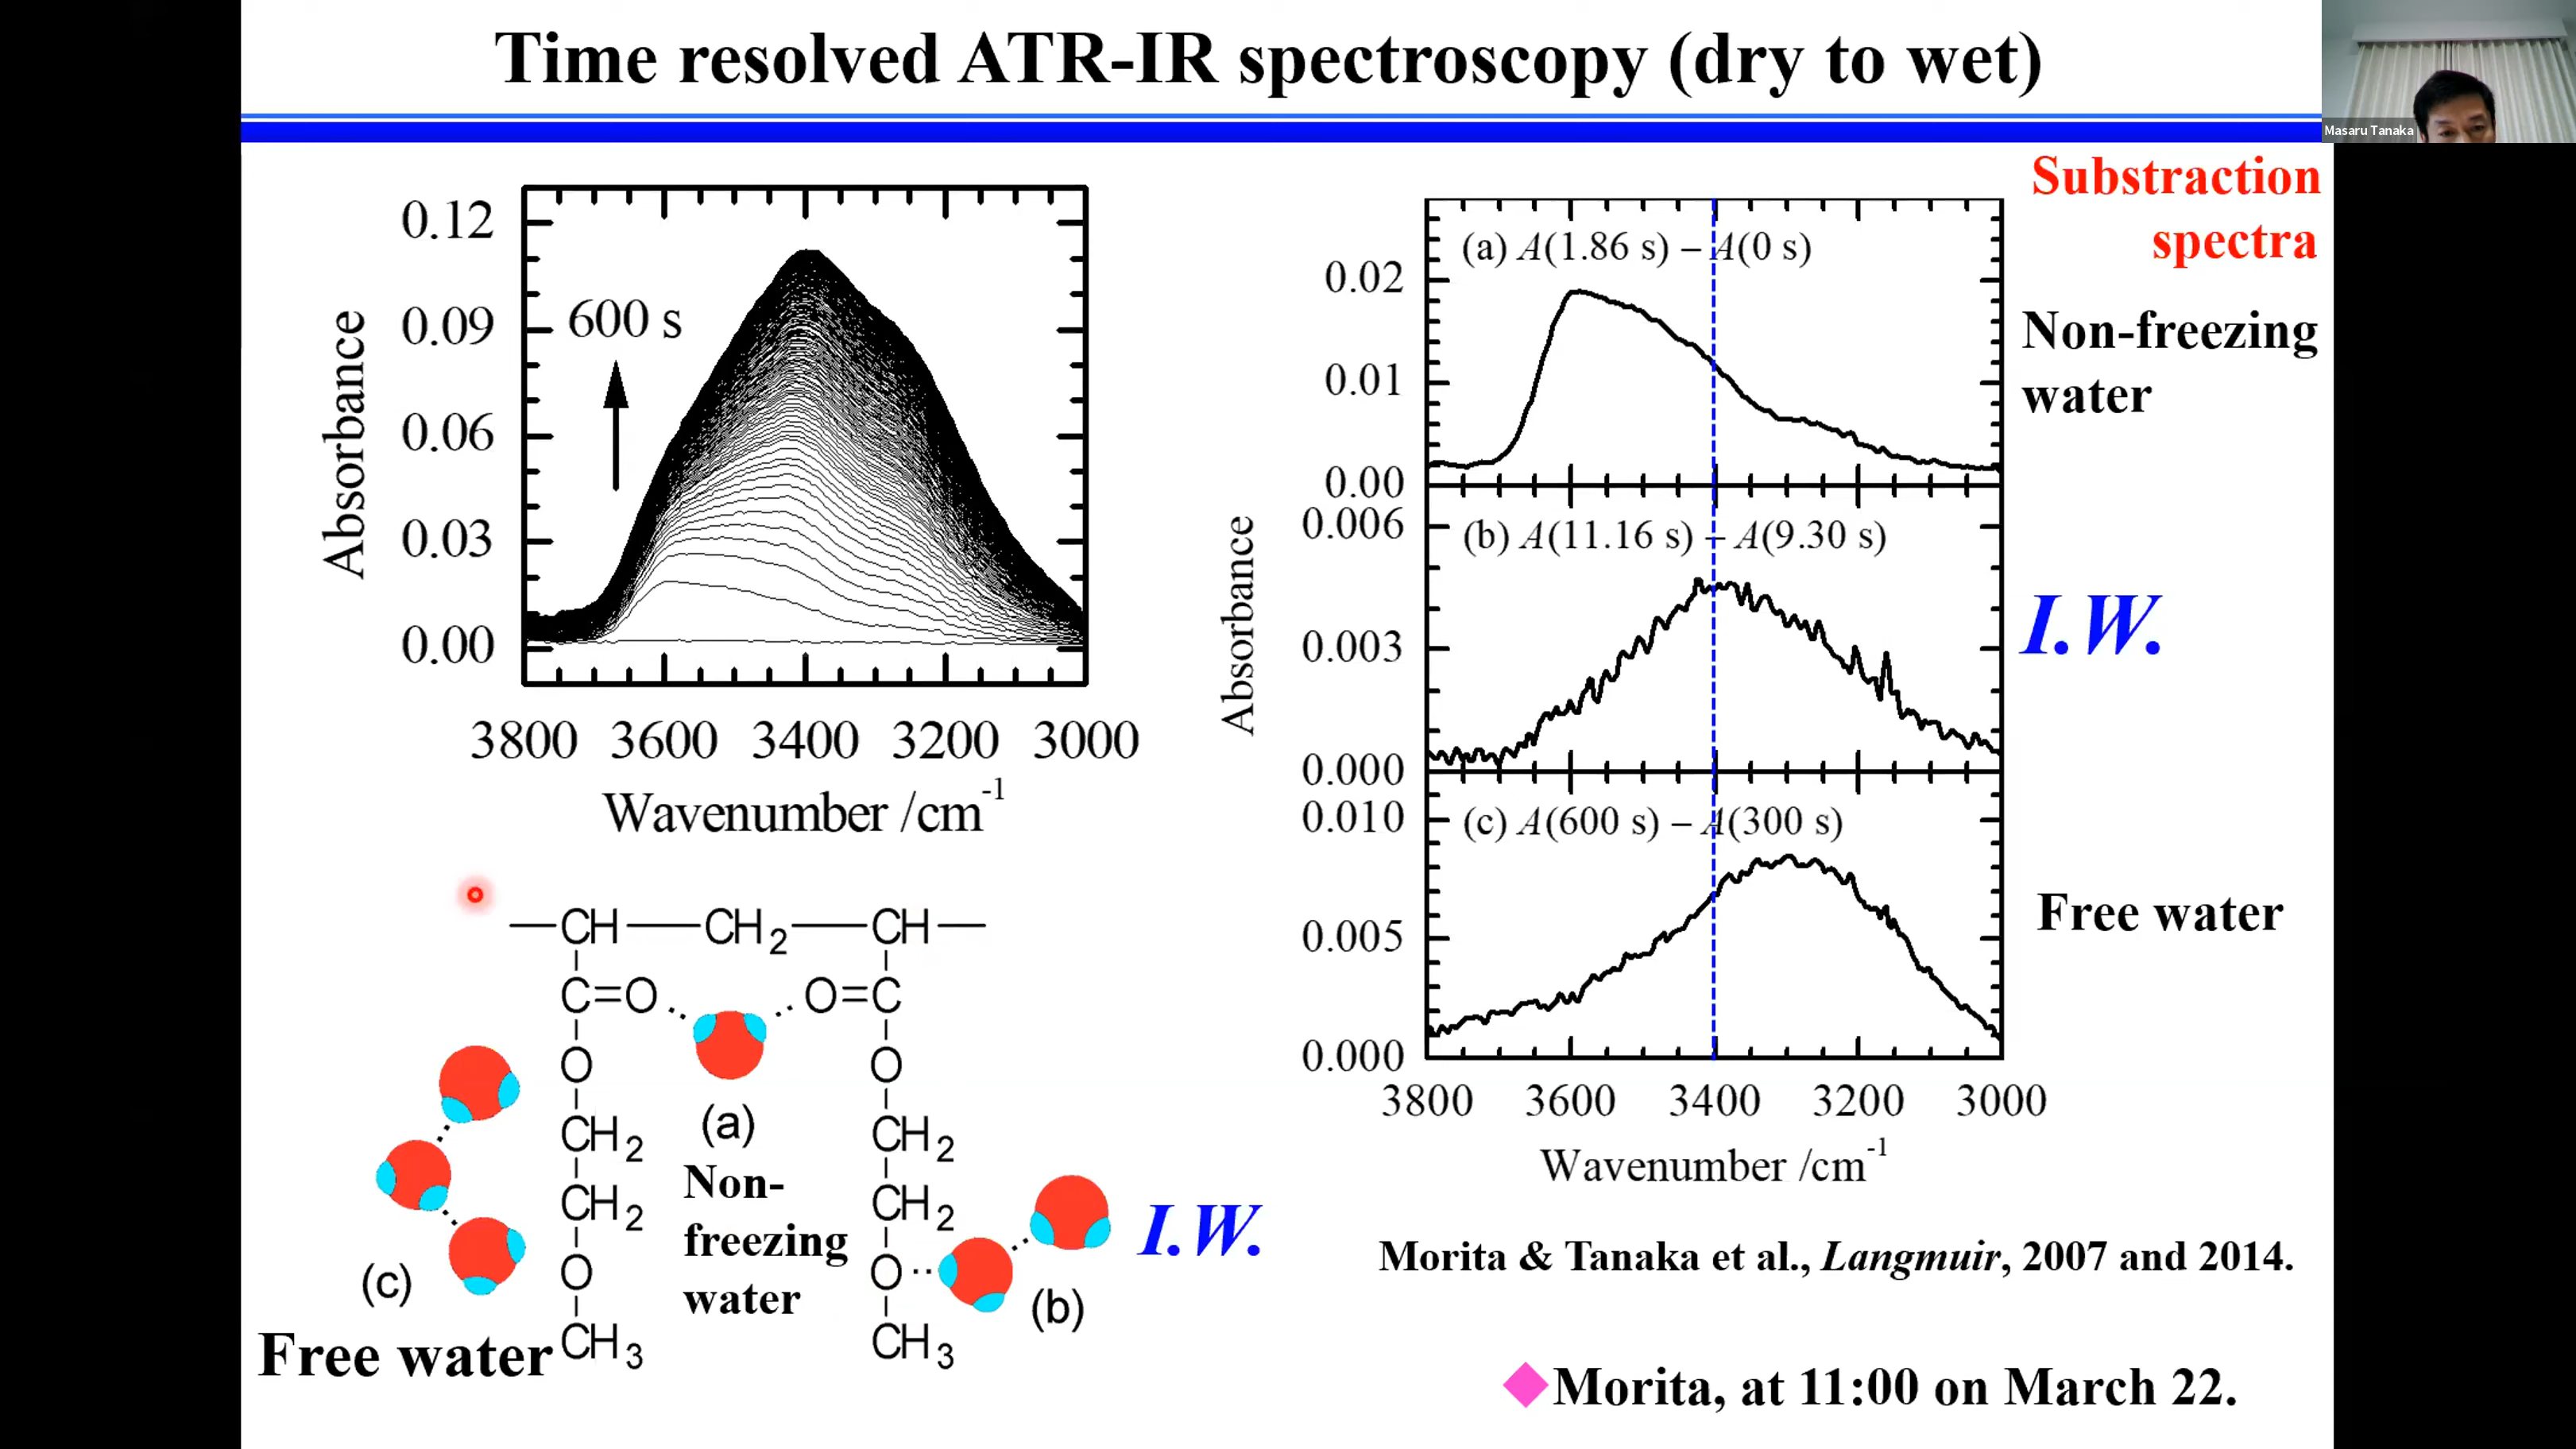 Time resolved ATR-IR spectroscopy (dry to wet)
Masaru Tanaka
0.12
0.09
0.06
0.03
0.00
Absorbance
600 s
3800 3600 3400 3200 3000
Wavenumber /cm-1
Substraction
spectra
(a) A(1.86 s) – A(0 s)
0.02
0.01
0.00
Non-freezing
water
(b) A(11.16 s) – A(9.30 s)
0.006
0.003
0.000
I.W.
Absorbance
(c) A(600 s) – A(300 s)
0.010
0.005
0.000
Free water
3800 3600 3400 3200 3000
Wavenumber /cm-1
CH CH2 CH
C=O O=C
O O
CH2 (a) CH2
Non-
freezing
water
CH2 CH2
O O
CH3 CH3
(b)
I.W.
(c)
Free water
Morita & Tanaka et al., Langmuir, 2007 and 2014.
Morita, at 11:00 on March 22.